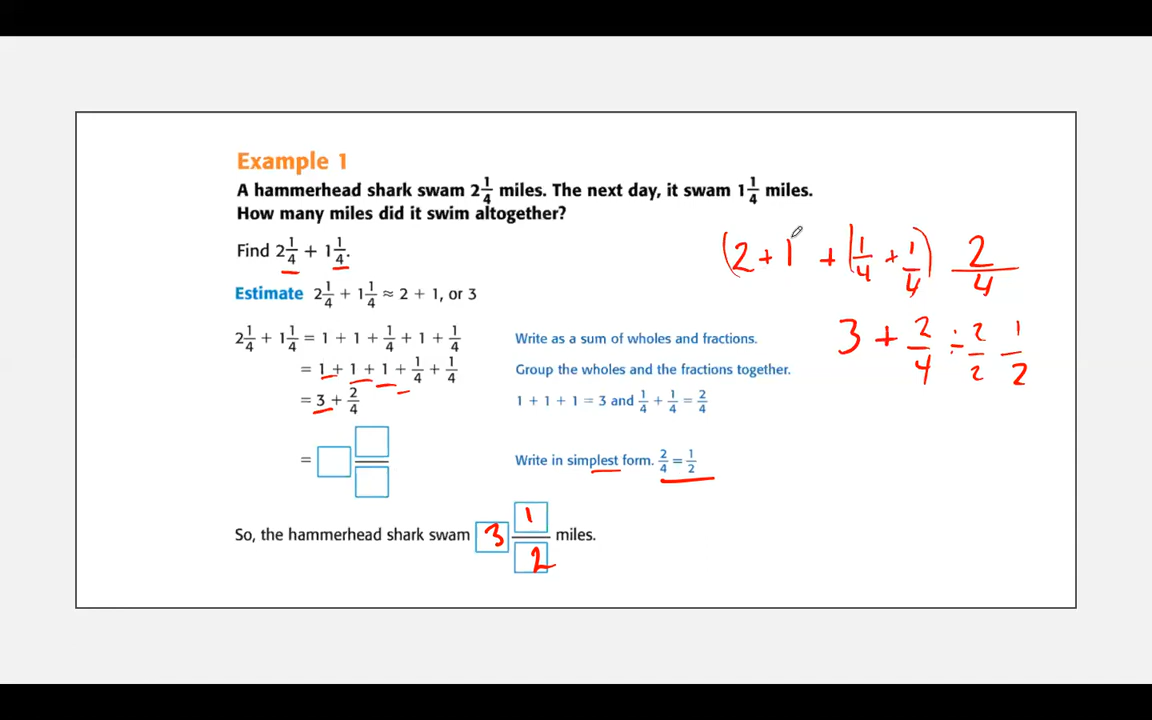 Example 1
A hammerhead shark swam 2 1/4 miles. The next day, it swam 1 1/4 miles.
How many miles did it swim altogether?
Find 2 1/4 + 1 1/4.
(2 + 1 + (1/4 + 1/4) 2/4
Estimate 2 1/4 + 1 1/4 ≈ 2 + 1, or 3
2 1/4 + 1 1/4 = 1 + 1 + 1/4 + 1 + 1/4 Write as a sum of wholes and fractions.
3 + 2/4 ÷ 2/2 1/2
= 1 + 1 + 1 + 1/4 + 1/4 Group the wholes and the fractions together.
= 3 + 2/4 1 + 1 + 1 = 3 and 1/4 + 1/4 = 2/4
= Write in simplest form. 2/4 = 1/2
So, the hammerhead shark swam 3 1/2 miles.